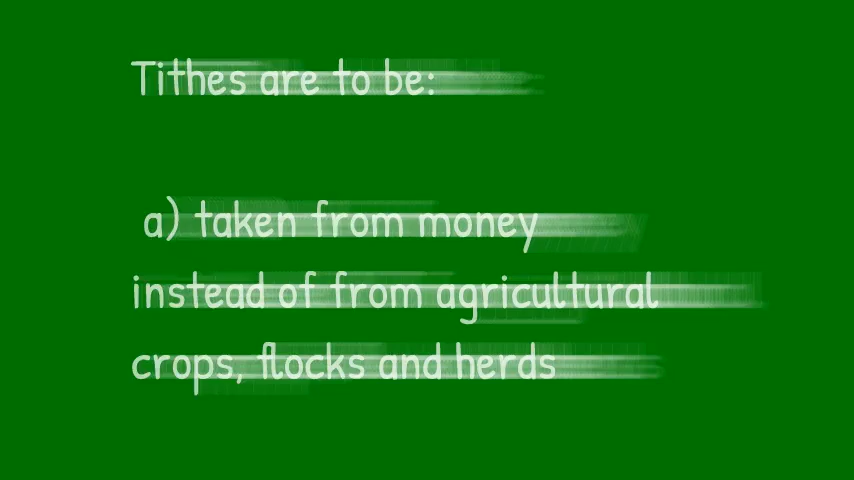 Tithes are to be:
a) taken from money
instead of from agricultural
crops, flocks and herds